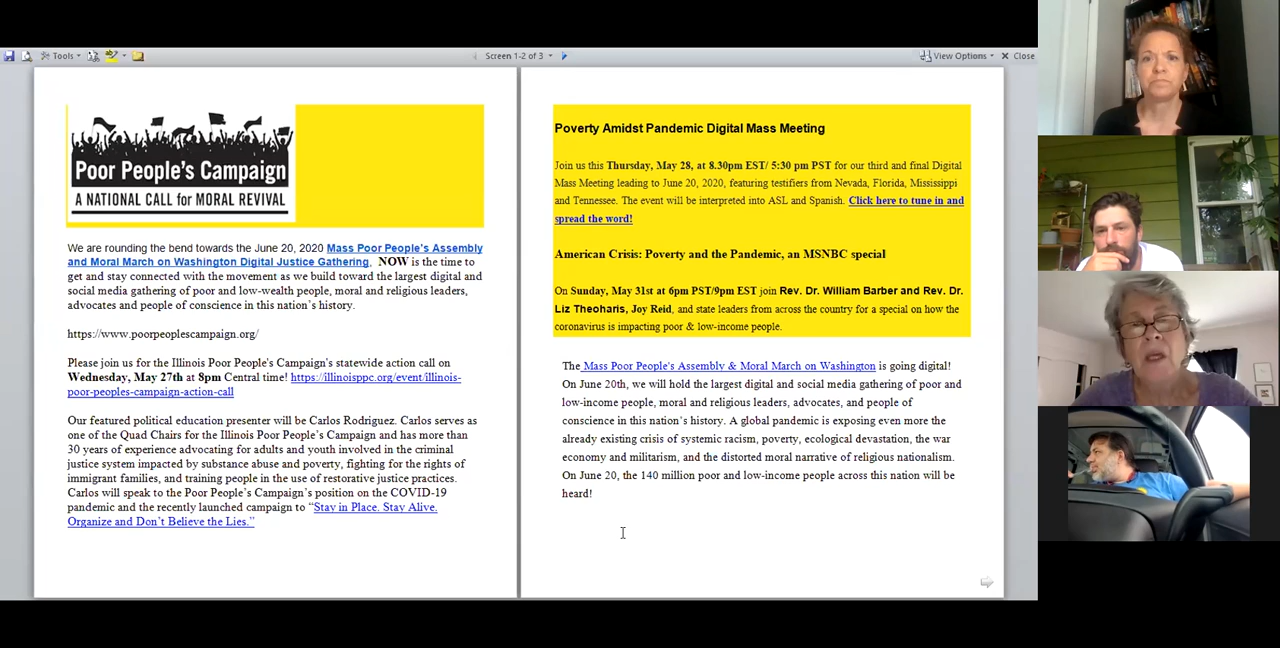 Tools
Screen 1-2 of 3
View Options
Close
Poor People's Campaign
A NATIONAL CALL for MORAL REVIVAL
We are rounding the bend towards the June 20, 2020 Mass Poor People's Assembly
and Moral March on Washington Digital Justice Gathering. NOW is the time to
get and stay connected with the movement as we build toward the largest digital and
social media gathering of poor and low-wealth people, moral and religious leaders,
advocates and people of conscience in this nation's history.
https://www.poorpeoplescampaign.org/
Please join us for the Illinois Poor People's Campaign's statewide action call on
Wednesday, May 27th at 8pm Central time! https://illinoisppc.org/event/illinois-
poor-peoples-campaign-action-call
Our featured political education presenter will be Carlos Rodriguez. Carlos serves as
one of the Quad Chairs for the Illinois Poor People's Campaign and has more than
30 years of experience advocating for adults and youth involved in the criminal
justice system impacted by substance abuse and poverty, fighting for the rights of
immigrant families, and training people in the use of restorative justice practices.
Carlos will speak to the Poor People's Campaign's position on the COVID-19
pandemic and the recently launched campaign to “Stay in Place. Stay Alive.
Organize and Don't Believe the Lies.”
Poverty Amidst Pandemic Digital Mass Meeting
Join us this Thursday, May 28, at 8.30pm EST/ 5:30 pm PST for our third and final Digital
Mass Meeting leading to June 20, 2020, featuring testifiers from Nevada, Florida, Mississippi
and Tennessee. The event will be interpreted into ASL and Spanish. Click here to tune in and
spread the word!
American Crisis: Poverty and the Pandemic, an MSNBC special
On Sunday, May 31st at 6pm PST/9pm EST join Rev. Dr. William Barber and Rev. Dr.
Liz Theoharis, Joy Reid, and state leaders from across the country for a special on how the
coronavirus is impacting poor & low-income people.
The Mass Poor People's Assembly & Moral March on Washington is going digital!
On June 20th, we will hold the largest digital and social media gathering of poor and
low-income people, moral and religious leaders, advocates, and people of
conscience in this nation's history. A global pandemic is exposing even more the
already existing crisis of systemic racism, poverty, ecological devastation, the war
economy and militarism, and the distorted moral narrative of religious nationalism.
On June 20, the 140 million poor and low-income people across this nation will be
heard!